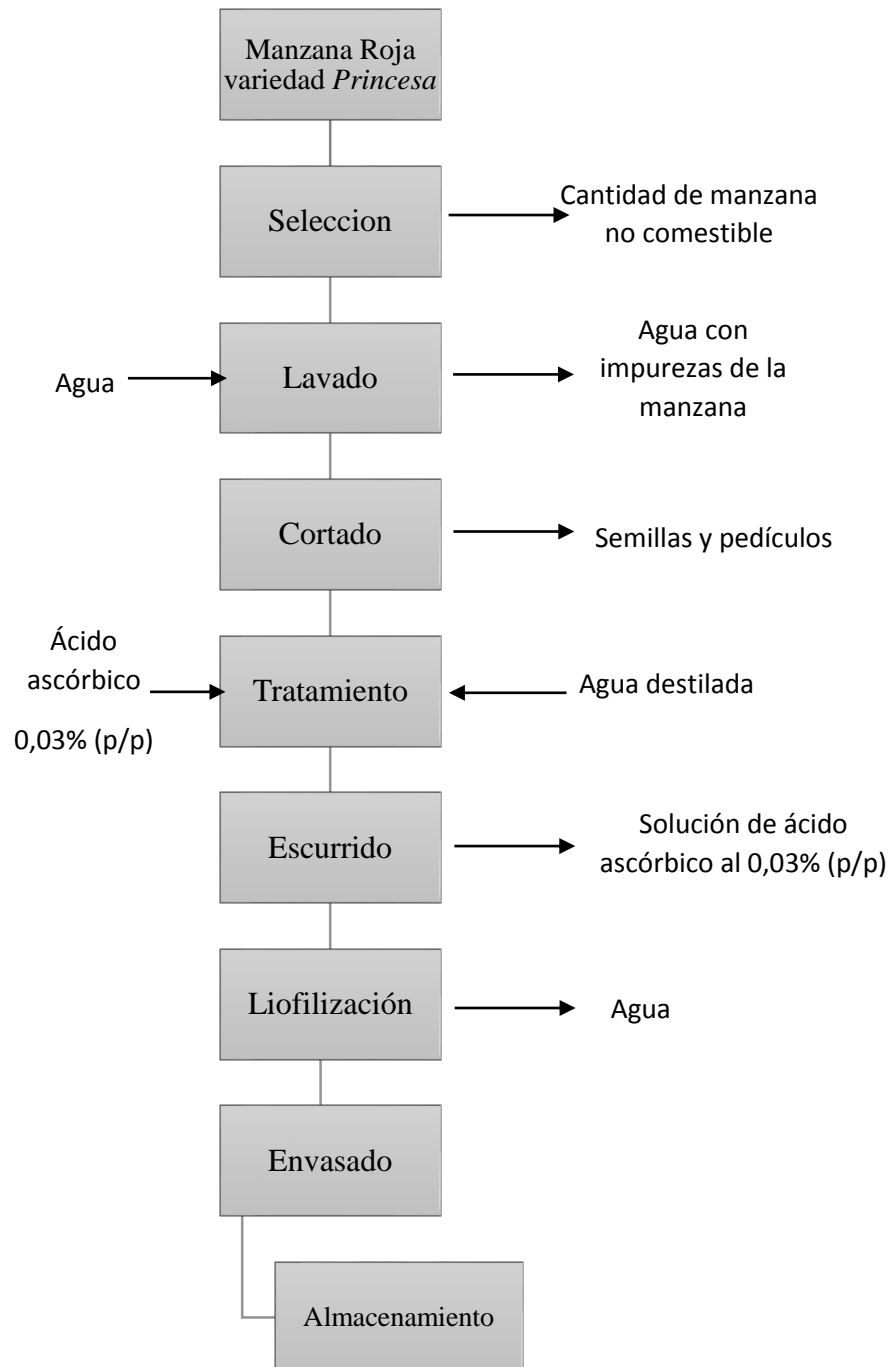 Manzana Roja
variedad Princesa
Seleccion
Cantidad de manzana
no comestible
Agua
Lavado
Agua con
impurezas de la
manzana
Cortado
Semillas y pedículos
Ácido
ascórbico
0,03% (p/p)
Tratamiento
Agua destilada
Escurrido
Solución de ácido
ascórbico al 0,03% (p/p)
Liofilización
Agua
Envasado
Almacenamiento